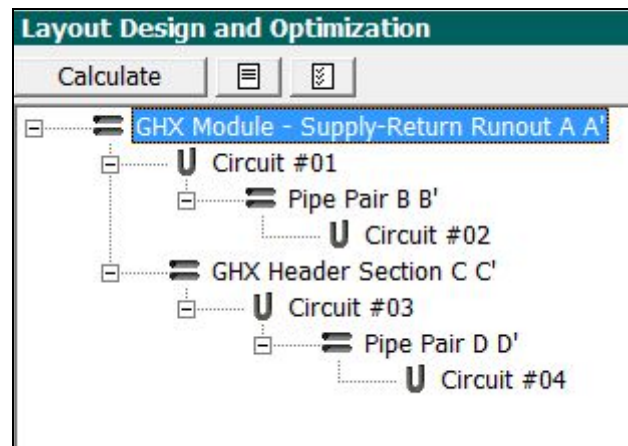 Layout Design and Optimization
Calculate
GHX Module - Supply-Return Runout A A'
Circuit #01
Pipe Pair B B'
Circuit #02
GHX Header Section C C'
Circuit #03
Pipe Pair D D'
Circuit #04